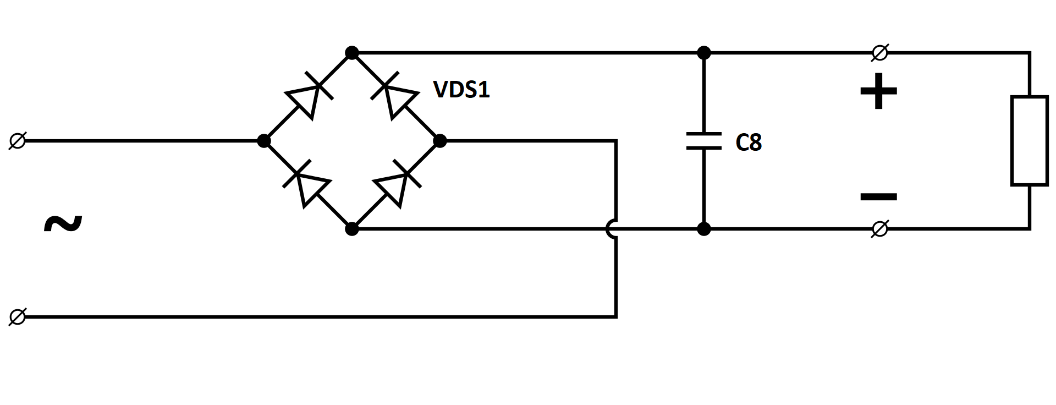 VDS1
+
C8
−
~